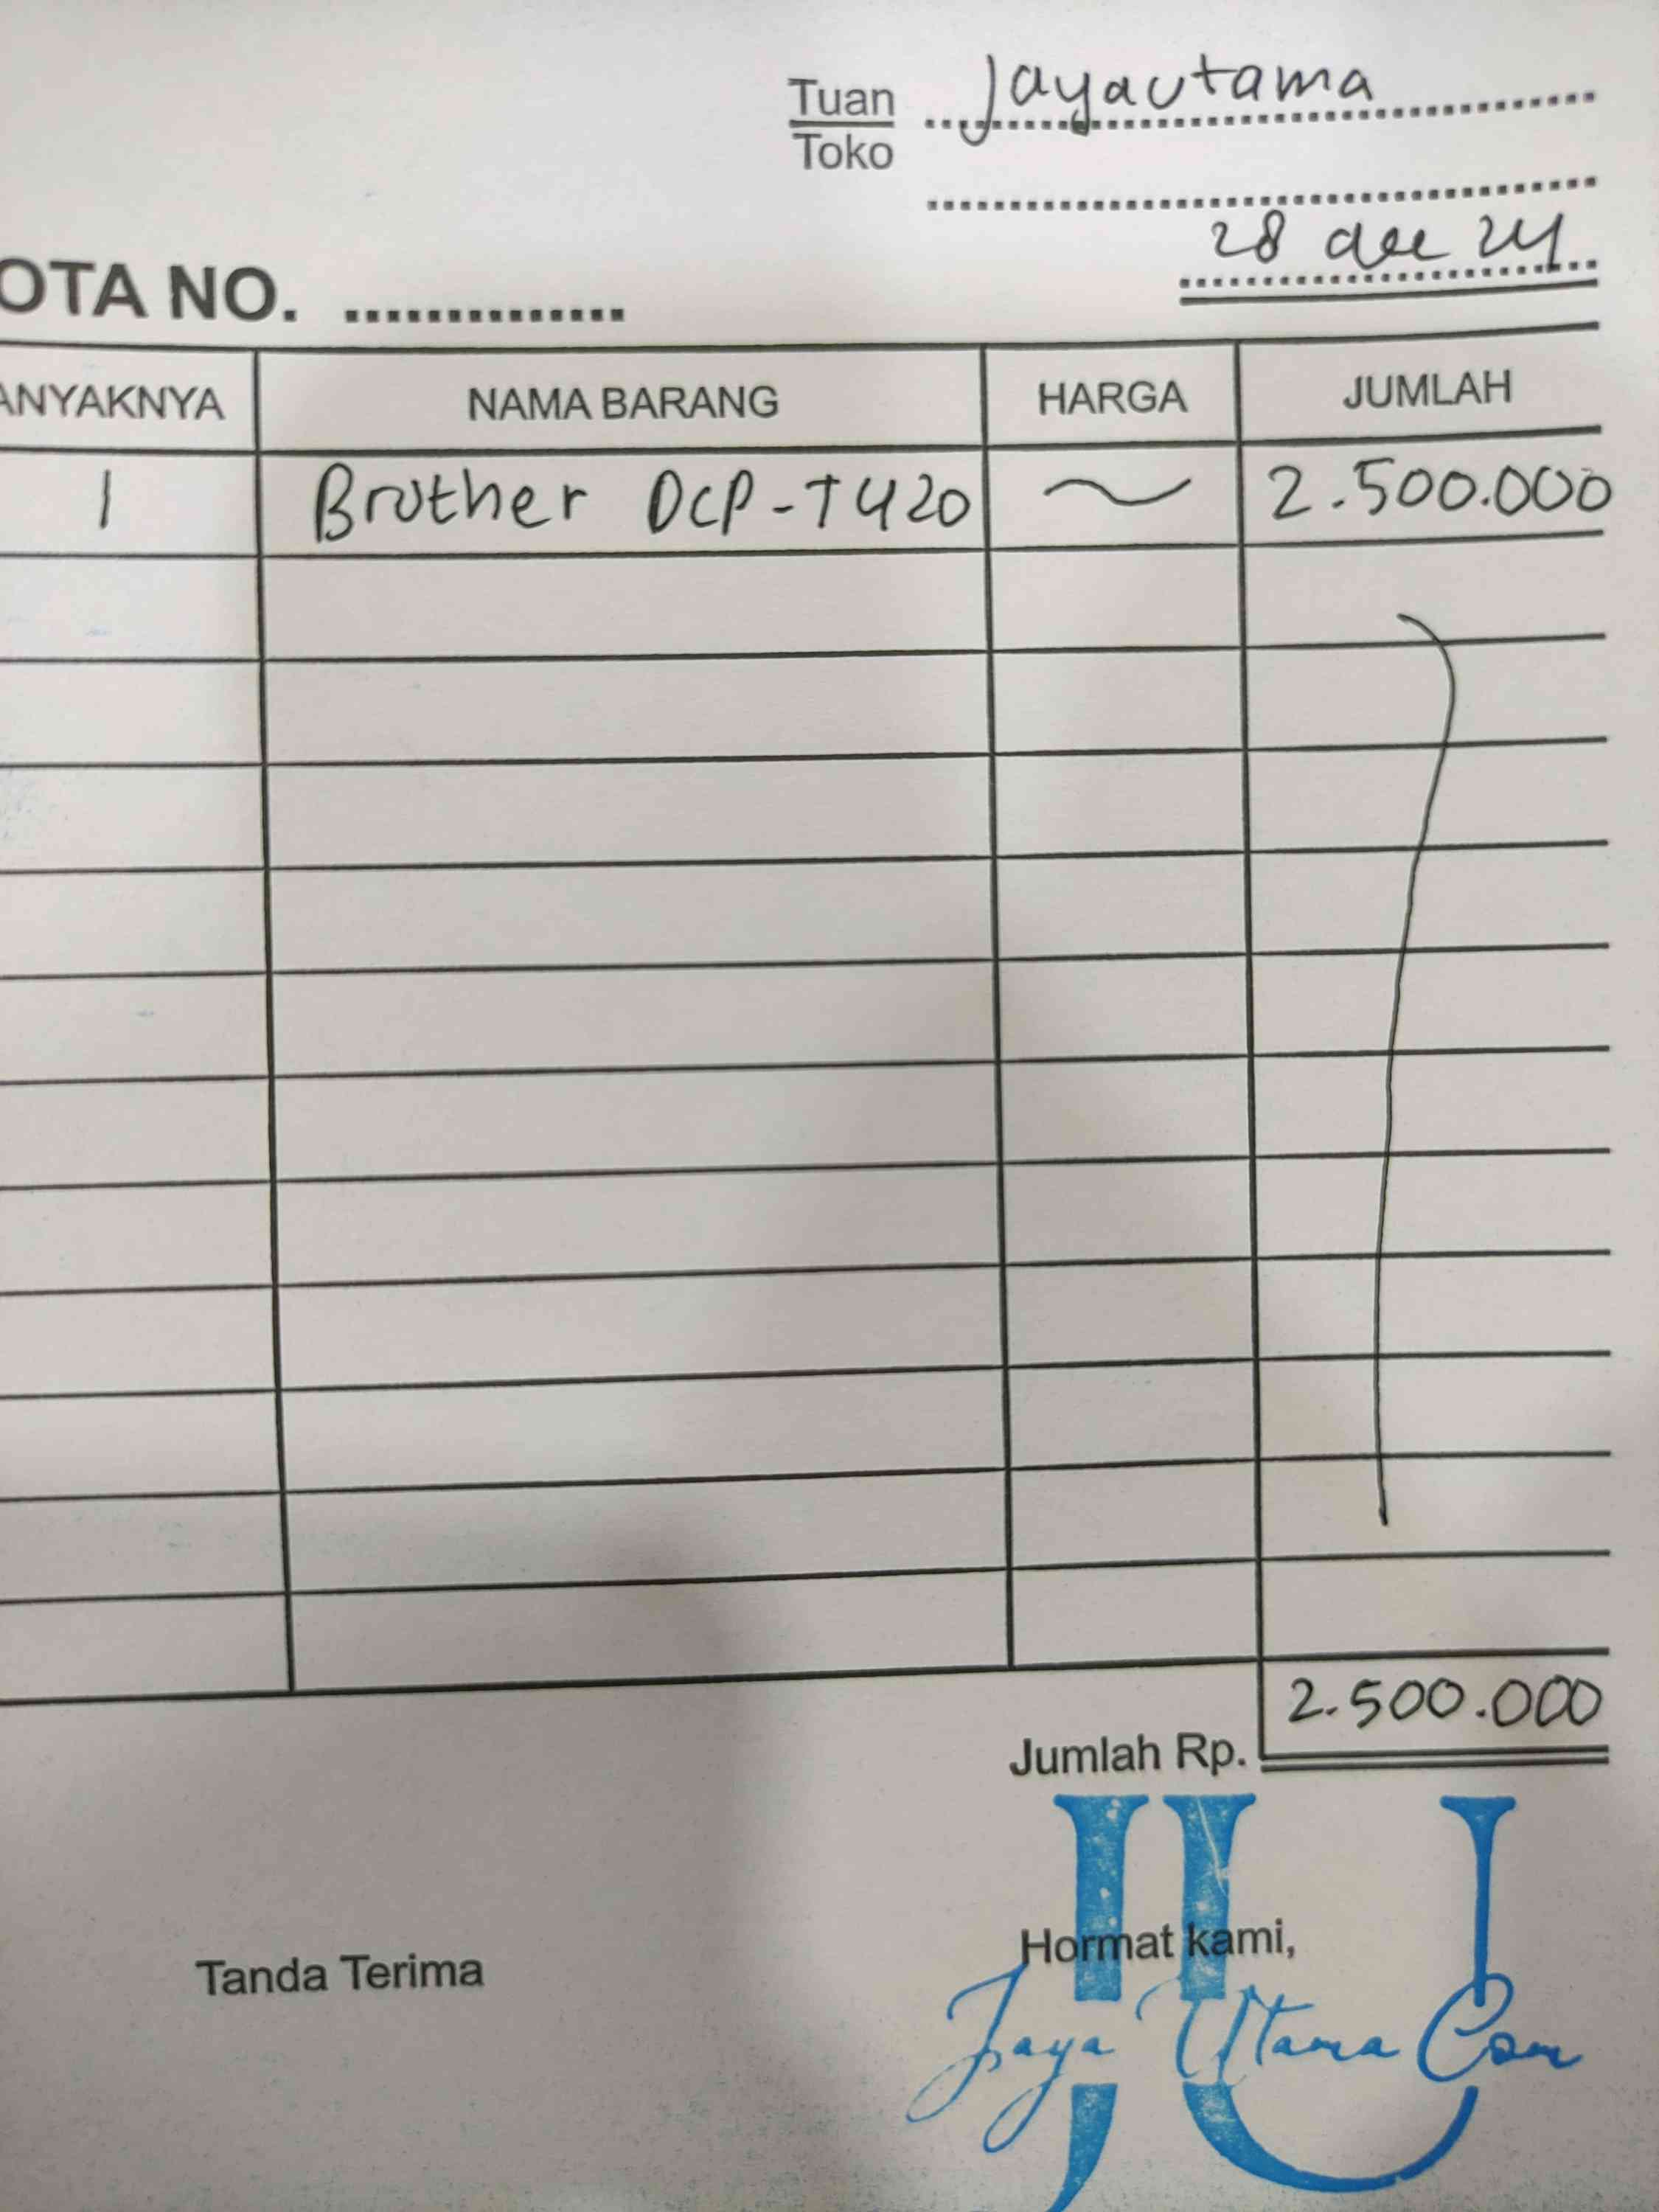 Tuan Jayautama
Toko
28 dec 24
OTA NO. ..............
ANYAKNYA NAMA BARANG HARGA JUMLAH
1 Brother DCP-T420 ~ 2.500.000
2.500.000
Jumlah Rp.
JU
Tanda Terima Hormat kami,
Jaya Utama Com